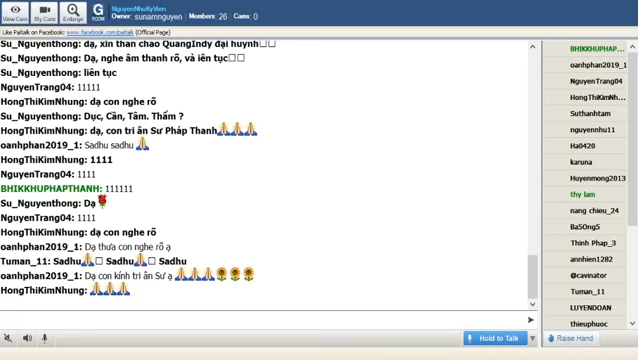 View Cam
My Cam
Enlarge
G
ROOM
NguyenNhuKyVien
Owner: sunamnguyen | Members: 26 | Cams: 0
Like Paltalk on Facebook: www.facebook.com/paltalk (Official Page)
Su_Nguyenthong: dạ, xin than chao QuangIndy đại huynh
Su_Nguyenthong: Dạ, nghe âm thanh rõ, và iên tục
Su_Nguyenthong: liên tục
NguyenTrang04: 11111
HongThiKimNhung: dạ con nghe rõ
Su_Nguyenthong: Dục, Cần, Tâm. Thẩm ?
HongThiKimNhung: dạ, con tri ân Sư Pháp Thanh🙏🙏🙏
oanhphan2019_1: Sadhu sadhu 🙏
HongThiKimNhung: 1111
NguyenTrang04: 1111
BHIKKHUPHAPTHANH: 111111
Su_Nguyenthong: Dạ🌹
NguyenTrang04: 1111
HongThiKimNhung: dạ con nghe rõ
oanhphan2019_1: Dạ thưa con nghe rõ ạ
Tuman_11: Sadhu🙏 Sadhu🙏 Sadhu
oanhphan2019_1: Dạ con kính tri ân Sư ạ 🙏🙏🙏🌻🌻🌻
HongThiKimNhung: 🙏🙏🙏
Hold to Talk
BHIKKHUPHAP...
oanhphan2019_1
NguyenTrang04
HongThiKimNh...
Suthanhtam
nguyennhu11
Ha0420
karuna
Huyenmong2013
thy lam
nang chieu_24
BaSOng5
Thinh Phap_3
annhien1282
@cavinator
Tuman_11
LUYENDOAN
thieuphuoc
Raise Hand